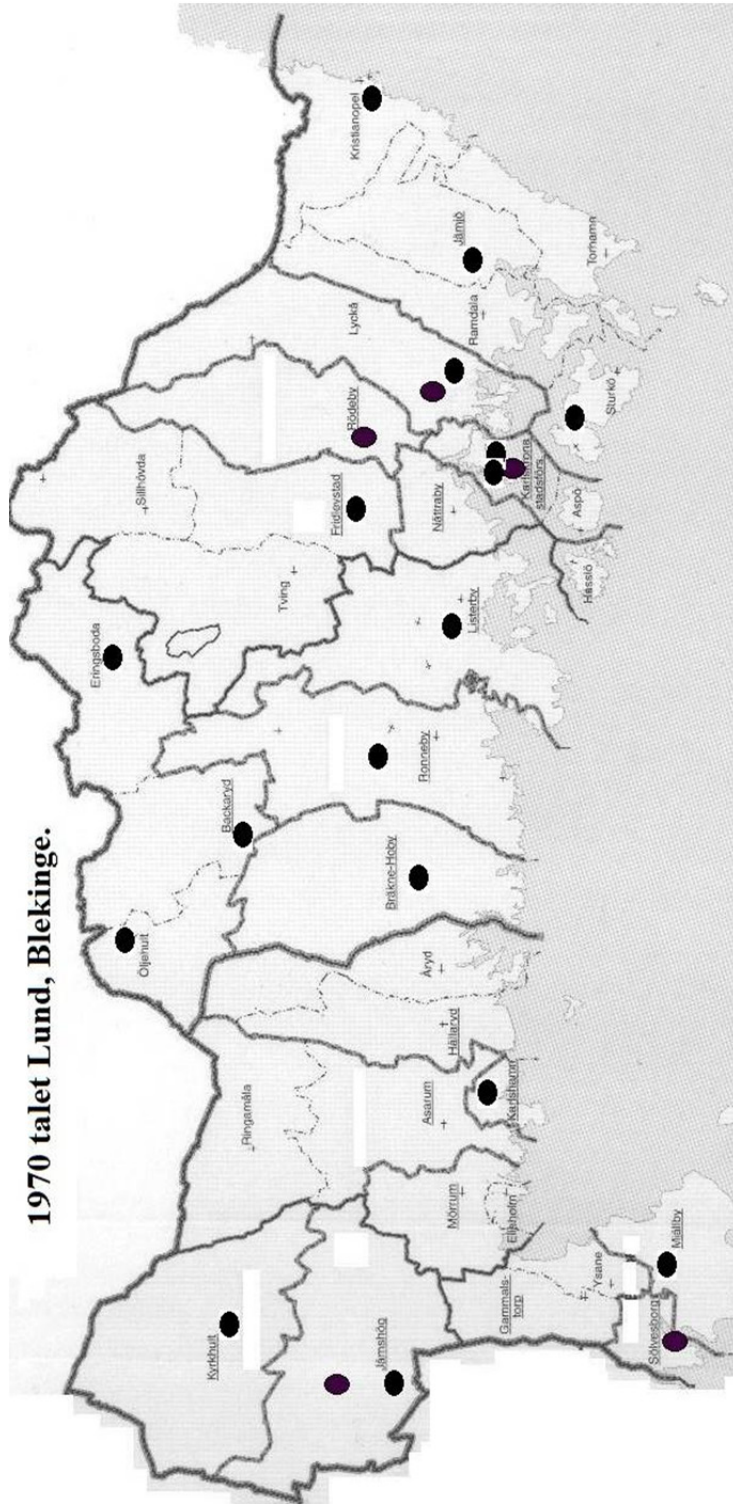 1970 talet Lund, Blekinge.
Öljehult
Eringsboda
Sillhövda
Kyrkhult
Ringamåla
Backaryd
Tving
Fridlevstad
Rödeby
Lyckå
Kristianopel
Jämshög
Asarum
Hällaryd
Åryd
Bräkne-Hoby
Ronneby
Listerby
Nättraby
Ramdala
Jämjö
Mörrum
Elleholm
Karlshamn
Karlskrona
stadsförs.
Hasslö
Aspö
Sturkö
Torhamn
Gammals-
torp
Ysane
Sölvesborg
Mjällby